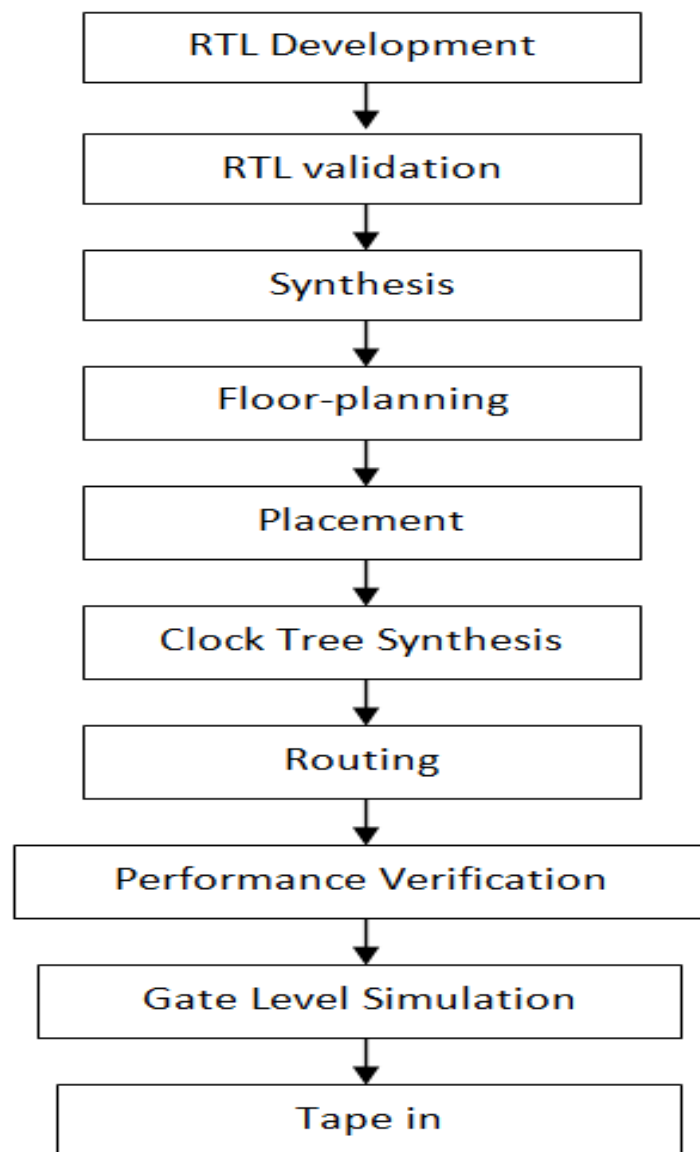 RTL Development
RTL validation
Synthesis
Floor-planning
Placement
Clock Tree Synthesis
Routing
Performance Verification
Gate Level Simulation
Tape in